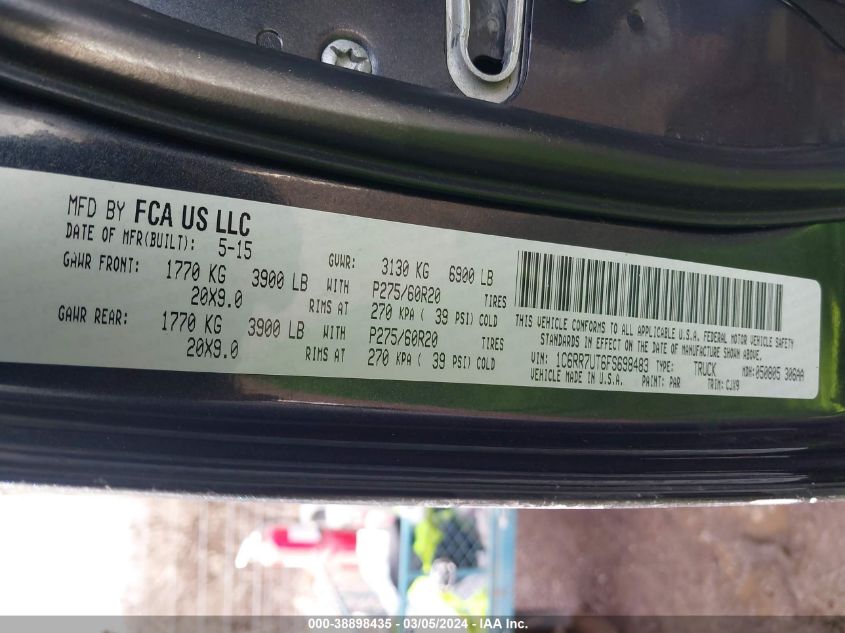 MFD BY FCA US LLC
DATE OF MFR(BUILT): 5-15 GVWR: 3130 KG 6900 LB
GAWR FRONT: 1770 KG 3900 LB WITH P275/60R20 TIRES
20X9.0 RIMS AT 270 KPA ( 39 PSI) COLD
GAWR REAR: 1770 KG 3900 LB WITH P275/60R20 TIRES
20X9.0 RIMS AT 270 KPA ( 39 PSI) COLD
THIS VEHICLE CONFORMS TO ALL APPLICABLE U.S.A. FEDERAL MOTOR VEHICLE SAFETY
STANDARDS IN EFFECT ON THE DATE OF MANUFACTURE SHOWN ABOVE.
VIN: 1C6RR7UT6FS698483 TYPE: TRUCK MDH: 050805 306AA
VEHICLE MADE IN U.S.A. PAINT: PAR TRIM: CJX9
000-38898435 — 03/05/2024 — IAA Inc.